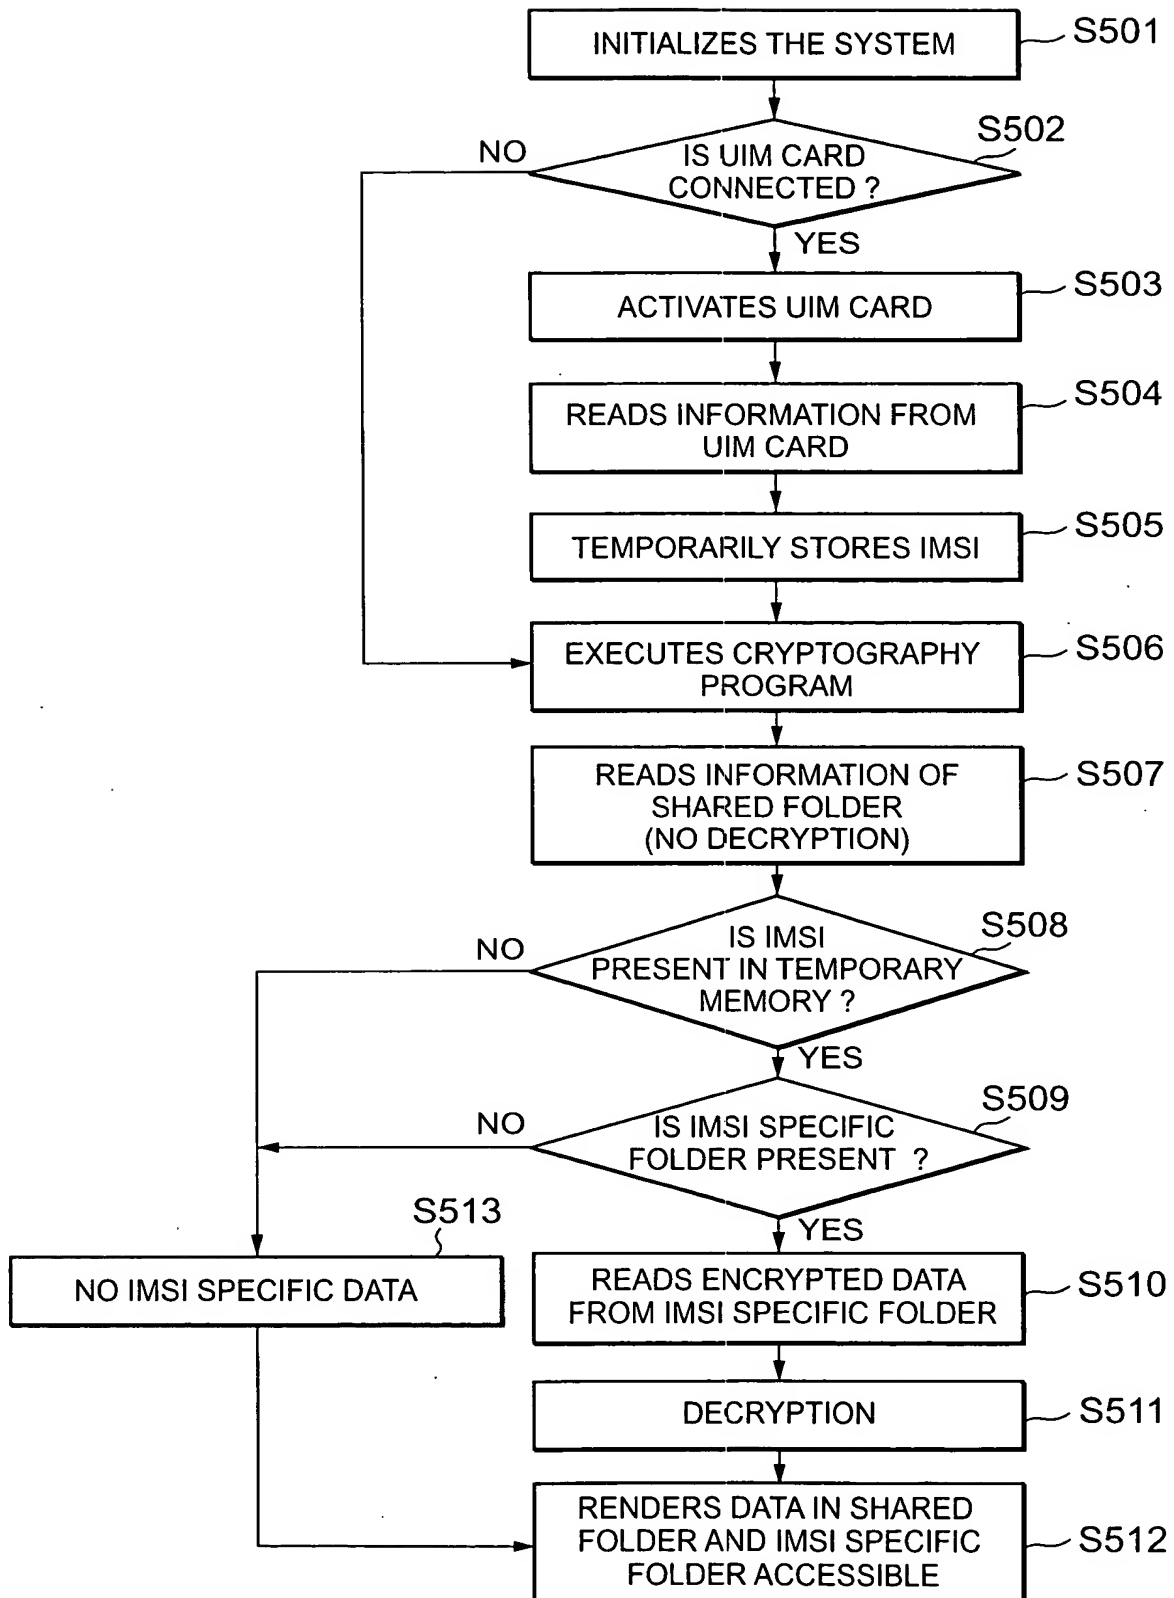 INITIALIZES THE SYSTEM
S501
IS UIM CARD
CONNECTED ?
S502
NO
YES
ACTIVATES UIM CARD
S503
READS INFORMATION FROM
UIM CARD
S504
TEMPORARILY STORES IMSI
S505
EXECUTES CRYPTOGRAPHY
PROGRAM
S506
READS INFORMATION OF
SHARED FOLDER
(NO DECRYPTION)
S507
IS IMSI
PRESENT IN TEMPORARY
MEMORY ?
S508
NO
YES
IS IMSI SPECIFIC
FOLDER PRESENT ?
S509
NO
YES
S513
NO IMSI SPECIFIC DATA
READS ENCRYPTED DATA
FROM IMSI SPECIFIC FOLDER
S510
DECRYPTION
S511
RENDERS DATA IN SHARED
FOLDER AND IMSI SPECIFIC
FOLDER ACCESSIBLE
S512